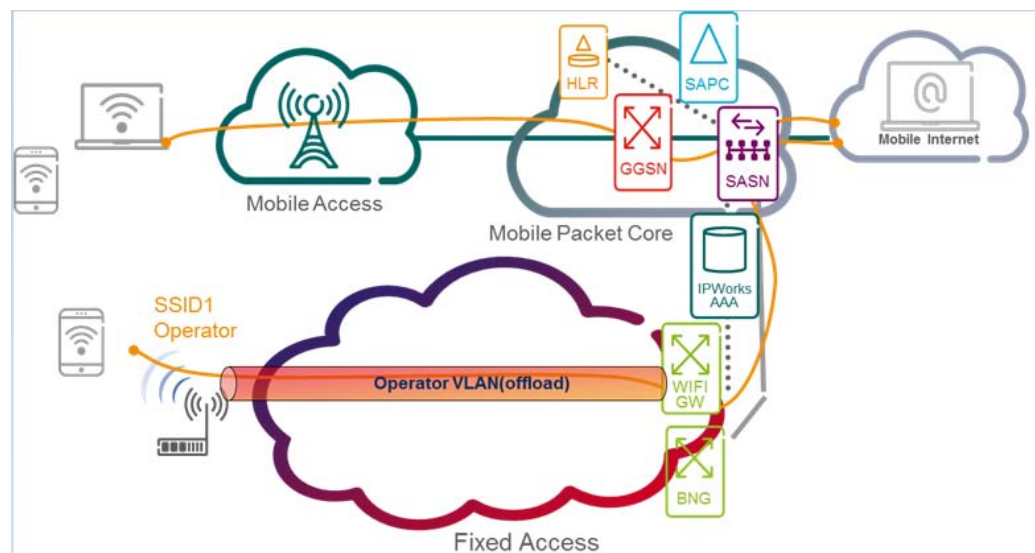 HLR
SAPC
@
Mobile Internet
GGSN
SASN
Mobile Access
Mobile Packet Core
IPWorks
AAA
SSID1
Operator
Operator VLAN(offload)
WIFI
GW
BNG
Fixed Access